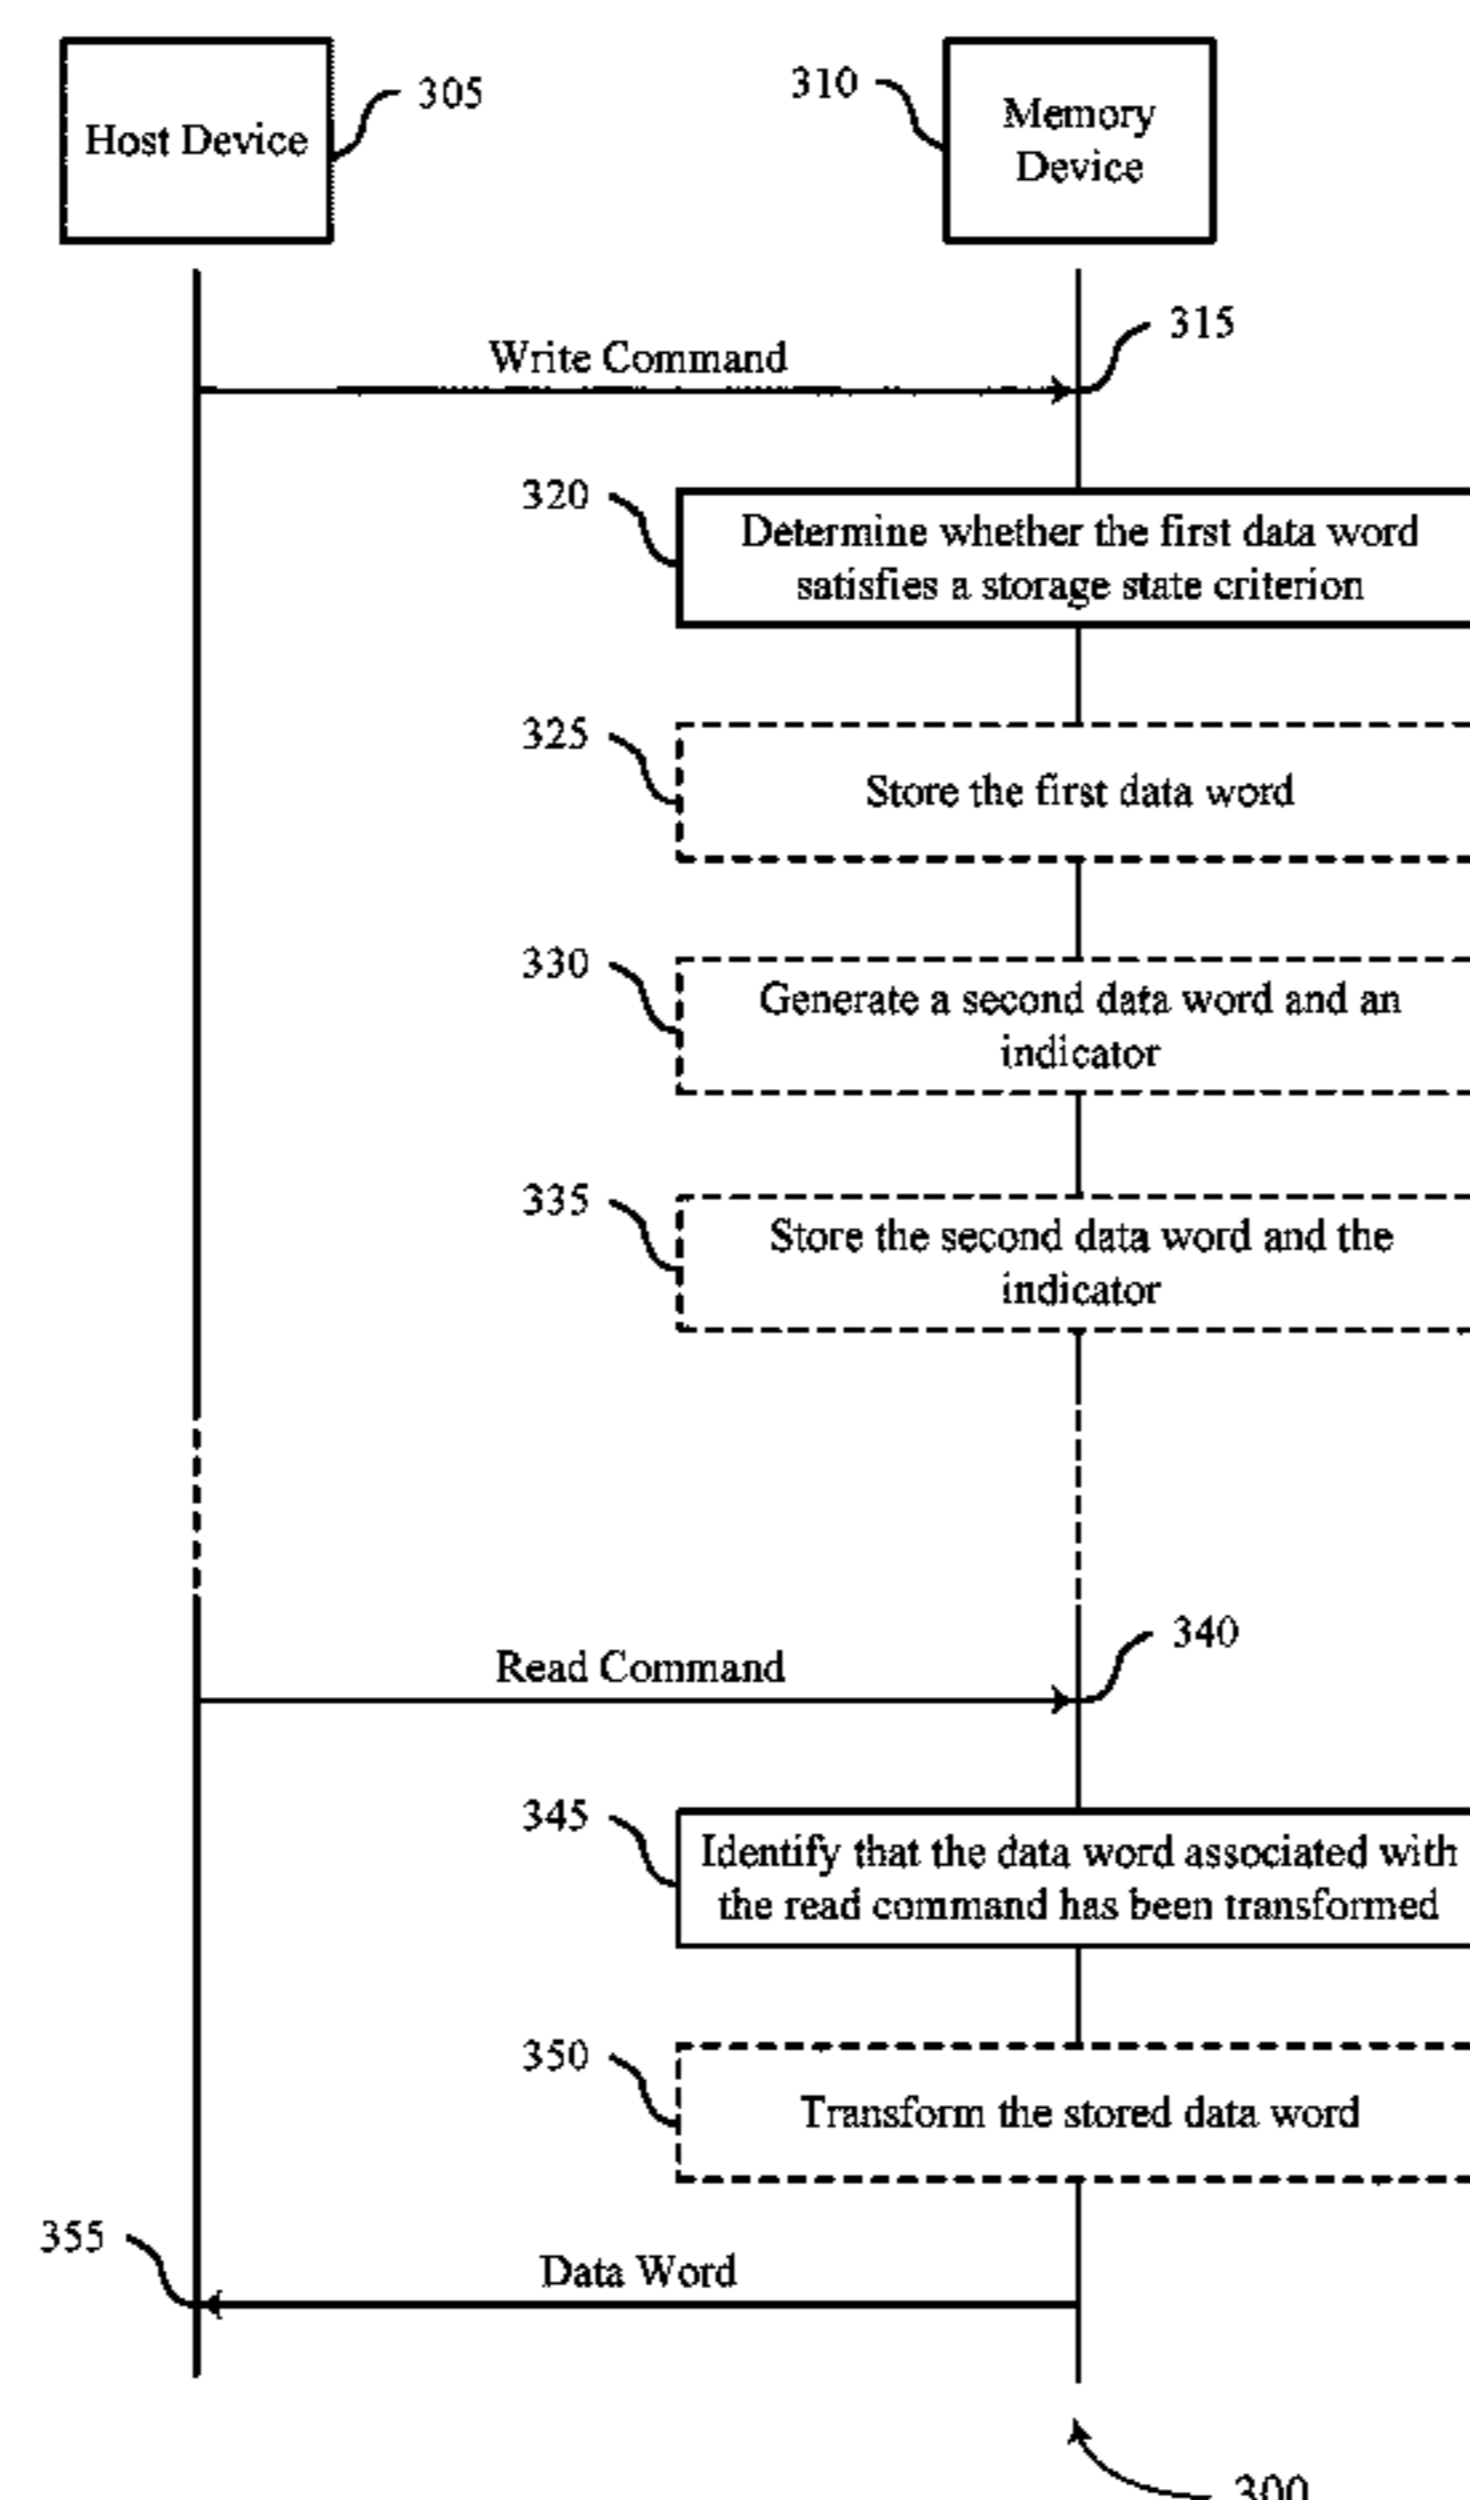 305
310
Host Device
Memory
Device
315
Write Command
320
Determine whether the first data word
satisfies a storage state criterion
325
Store the first data word
330
Generate a second data word and an
indicator
335
Store the second data word and the
indicator
340
Read Command
345
Identify that the data word associated with
the read command has been transformed
350
Transform the stored data word
355
Data Word
300